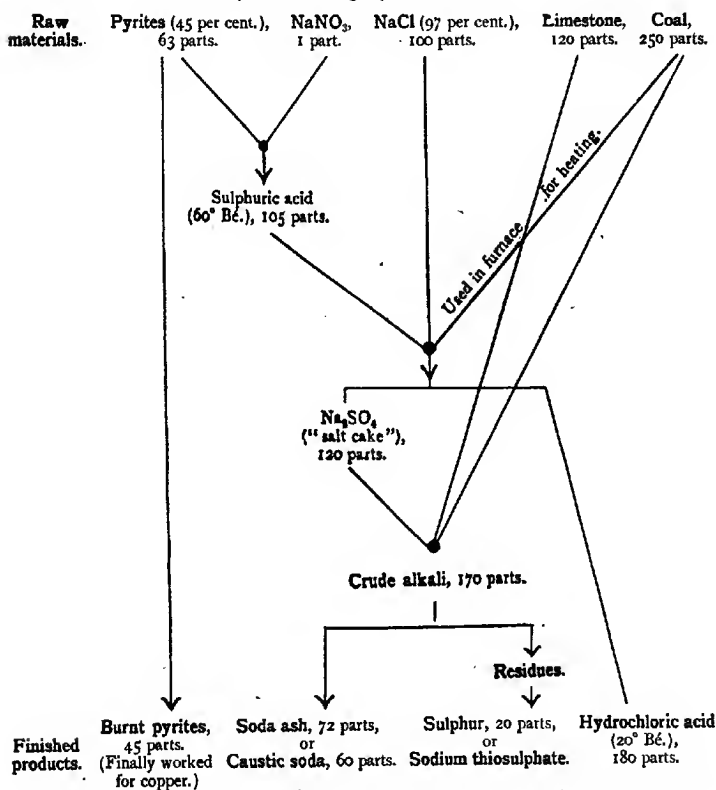 Raw materials.
Pyrites (45 per cent.),
63 parts.
NaNO₃,
1 part.
NaCl (97 per cent.)
100 parts.
Limestone,
120 parts.
Coal,
250 parts.
Used in furnace for heating.
Sulphuric acid
(60° Bé.), 105 parts.
Na₂SO₄
(“salt cake”),
120 parts.
Crude alkali, 170 parts.
Residues.
Finished
products.
Burnt pyrites,
45 parts.
(Finally worked
for copper.)
Soda ash, 72 parts,
or
Caustic soda, 60 parts.
Sulphur, 20 parts,
or
Sodium thiosulphate.
Hydrochloric acid
(20° Bé.),
180 parts.